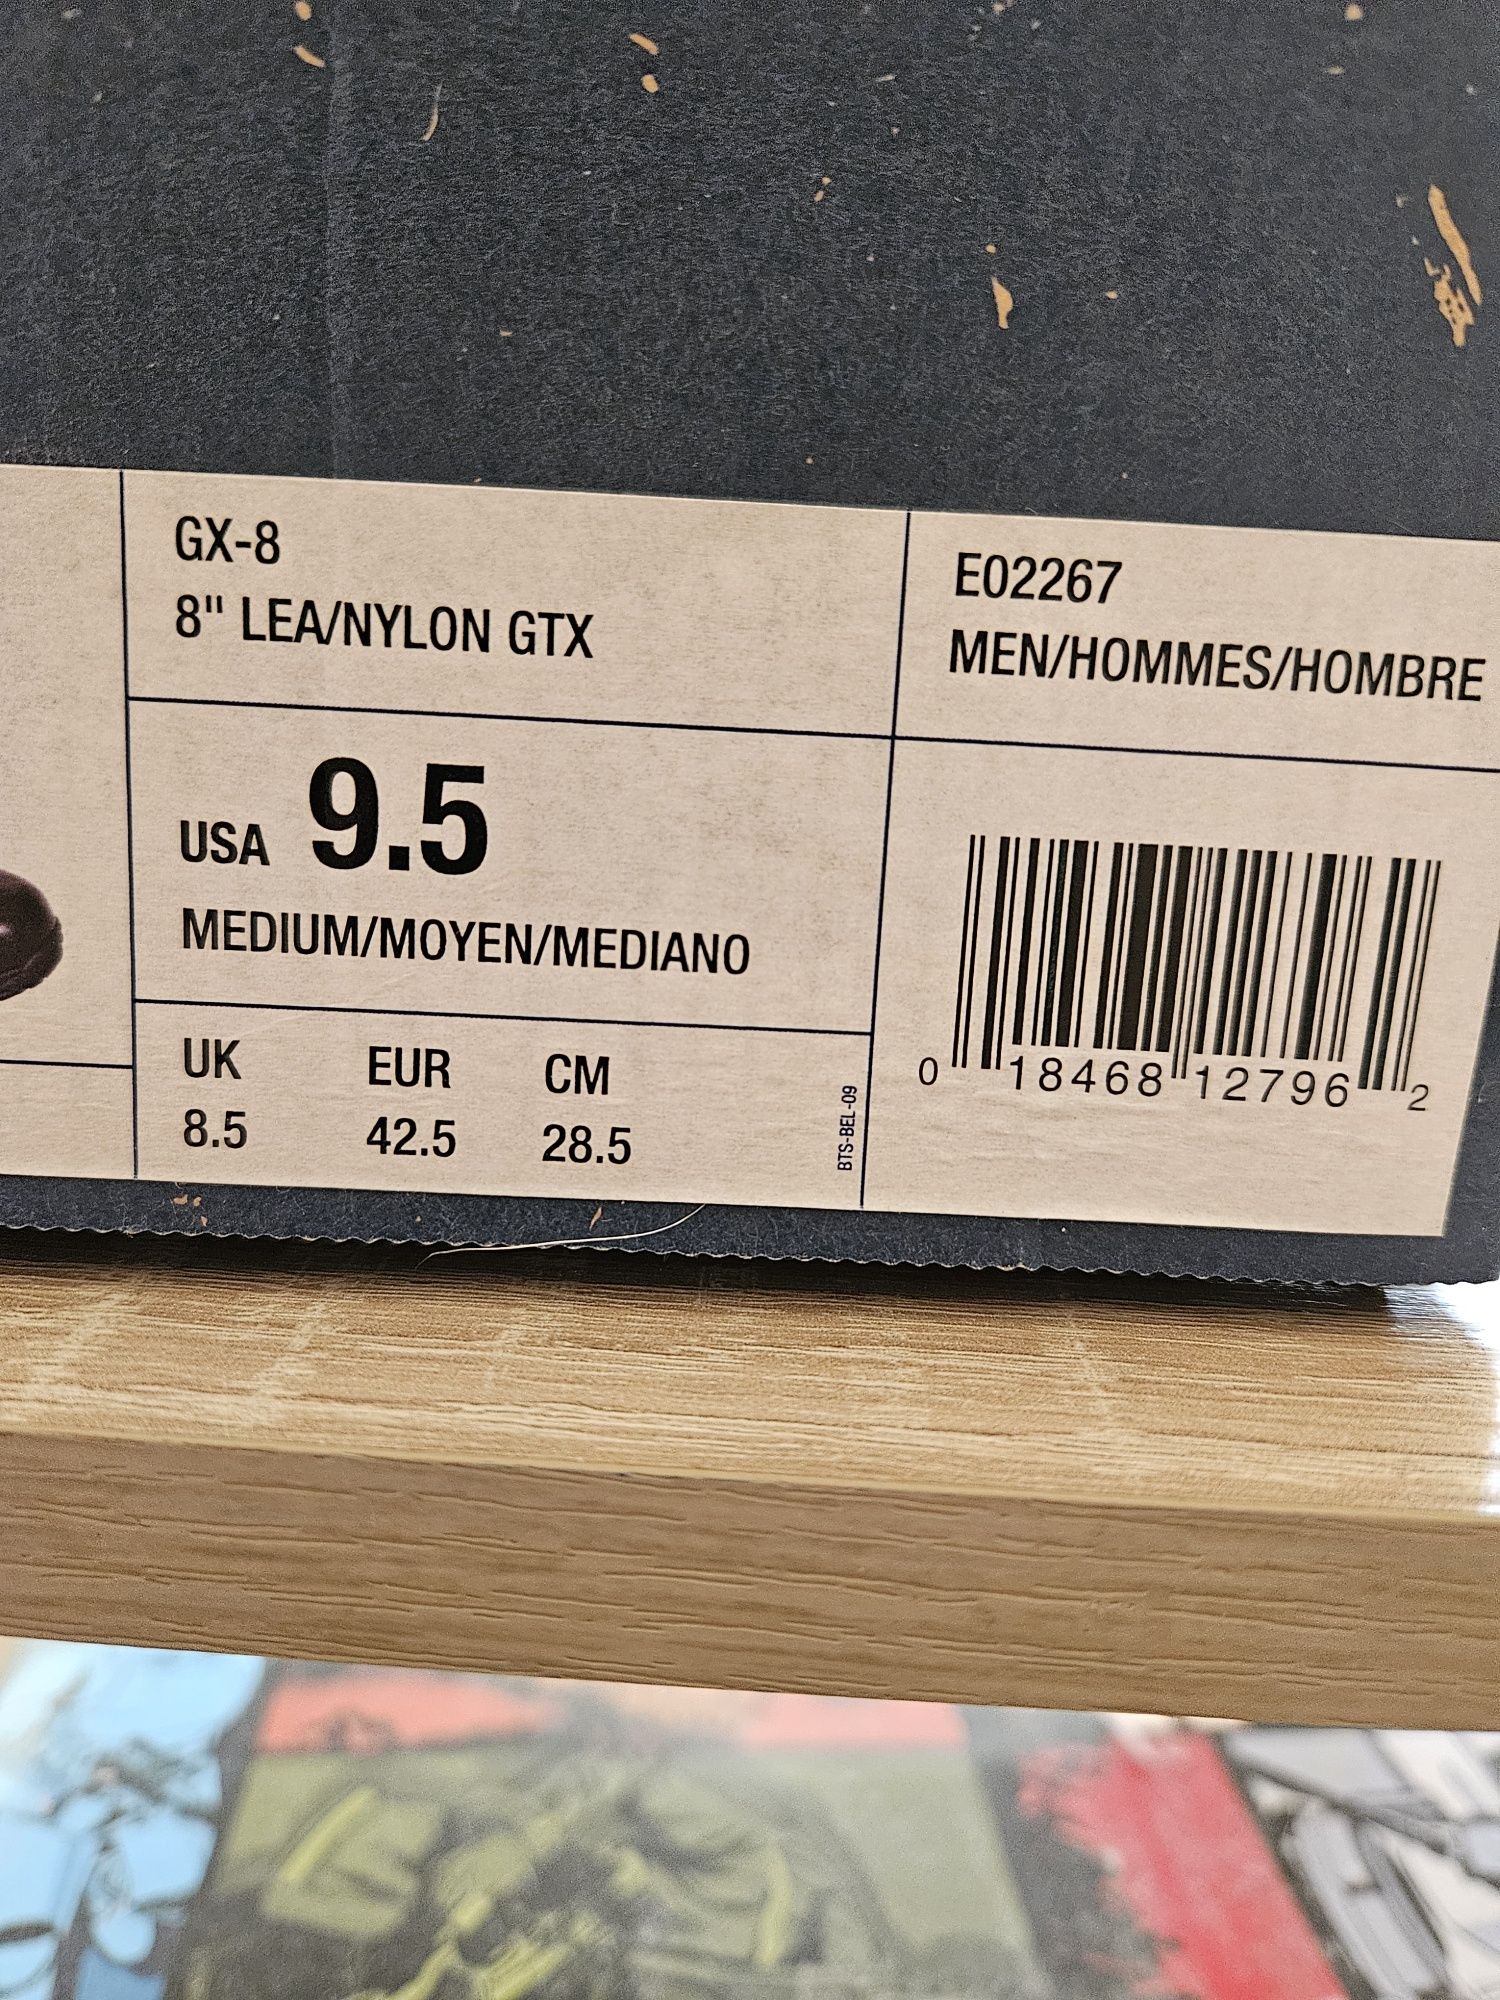 GX-8
8" LEA/NYLON GTX
E02267
MEN/HOMMES/HOMBRE
USA 9.5
MEDIUM/MOYEN/MEDIANO
UK EUR CM
8.5 42.5 28.5
BTS-BEL-09
0 18468 12796 2